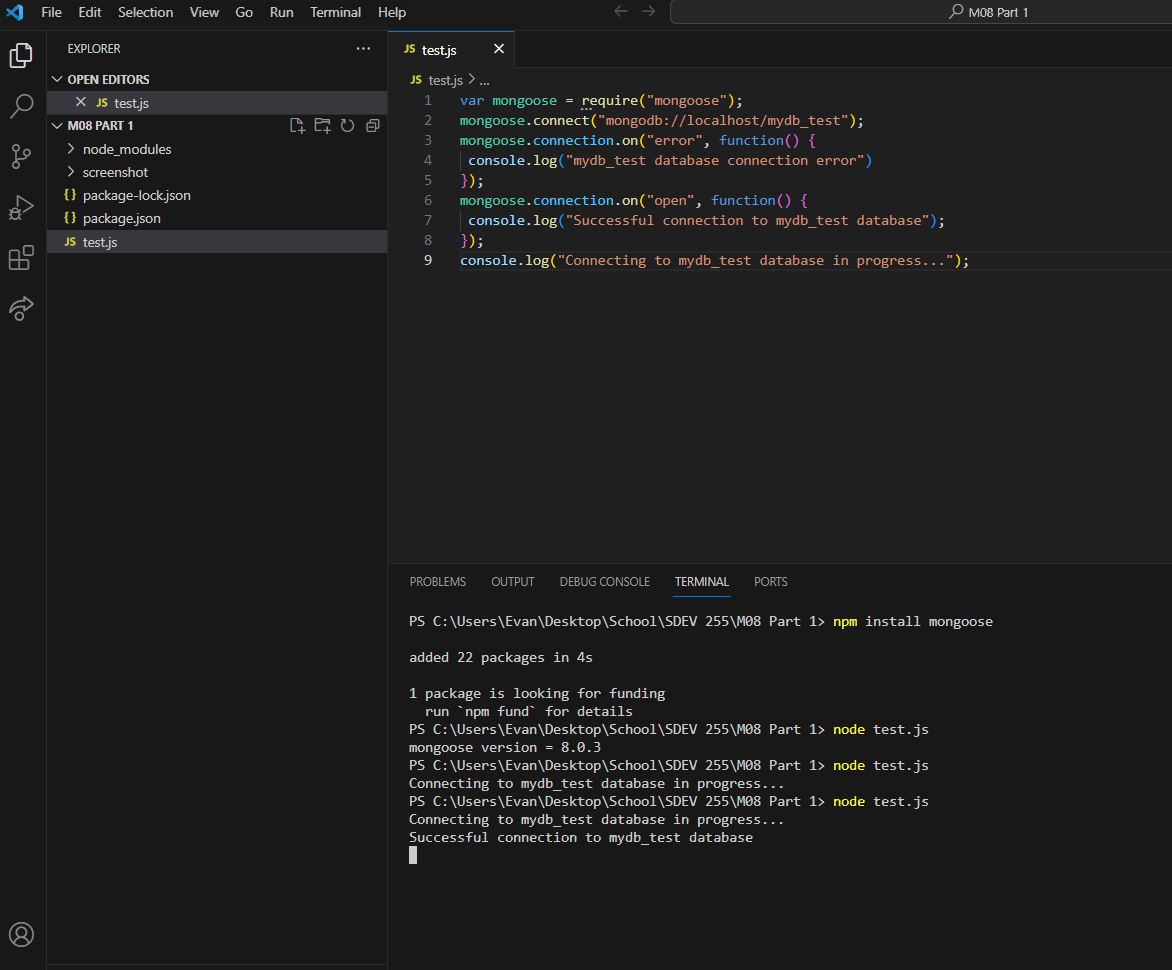 File Edit Selection View Go Run Terminal Help
M08 Part 1
EXPLORER
OPEN EDITORS
JS test.js
M08 PART 1
node_modules
screenshot
{} package-lock.json
{} package.json
JS test.js
JS test.js
JS test.js > ...
1 var mongoose = require("mongoose");
2 mongoose.connect("mongodb://localhost/mydb_test");
3 mongoose.connection.on("error", function() {
4 console.log("mydb_test database connection error")
5 });
6 mongoose.connection.on("open", function() {
7 console.log("Successful connection to mydb_test database");
8 });
9 console.log("Connecting to mydb_test database in progress...");
PROBLEMS OUTPUT DEBUG CONSOLE TERMINAL PORTS
PS C:\Users\Evan\Desktop\School\SDEV 255\M08 Part 1> npm install mongoose
added 22 packages in 4s
1 package is looking for funding
run `npm fund` for details
PS C:\Users\Evan\Desktop\School\SDEV 255\M08 Part 1> node test.js
mongoose version = 8.0.3
PS C:\Users\Evan\Desktop\School\SDEV 255\M08 Part 1> node test.js
Connecting to mydb_test database in progress...
PS C:\Users\Evan\Desktop\School\SDEV 255\M08 Part 1> node test.js
Connecting to mydb_test database in progress...
Successful connection to mydb_test database